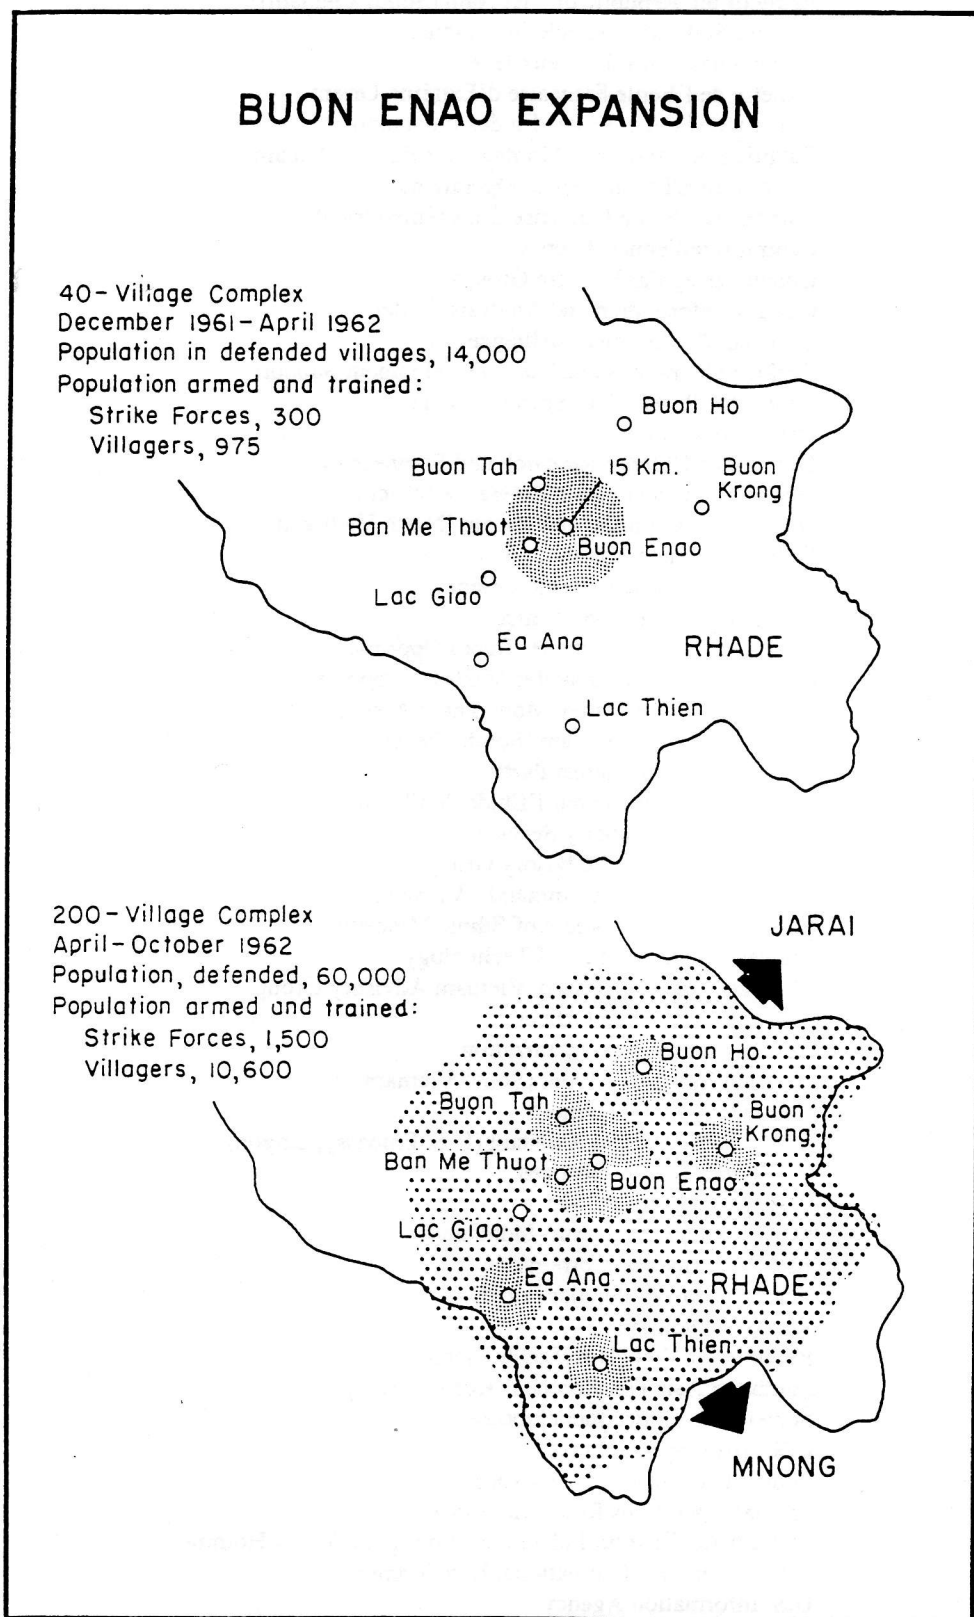 BUON ENAO EXPANSION
40-Village Complex
December 1961-April 1962
Population in defended villages, 14,000
Population armed and trained:
Strike Forces, 300
Villagers, 975
Buon Ho
Buon Tah
15 Km.
Buon
Krong
Ban Me Thuot
Buon Enao
Lac Giao
Ea Ana
RHADE
Lac Thien
200-Village Complex
April-October 1962
Population, defended, 60,000
Population armed and trained:
Strike Forces, 1,500
Villagers, 10,600
JARAI
Buon Ho
Buon Tah
Buon
Krong
Ban Me Thuot
Buon Enao
Lac Giao
Ea Ana
RHADE
Lac Thien
MNONG